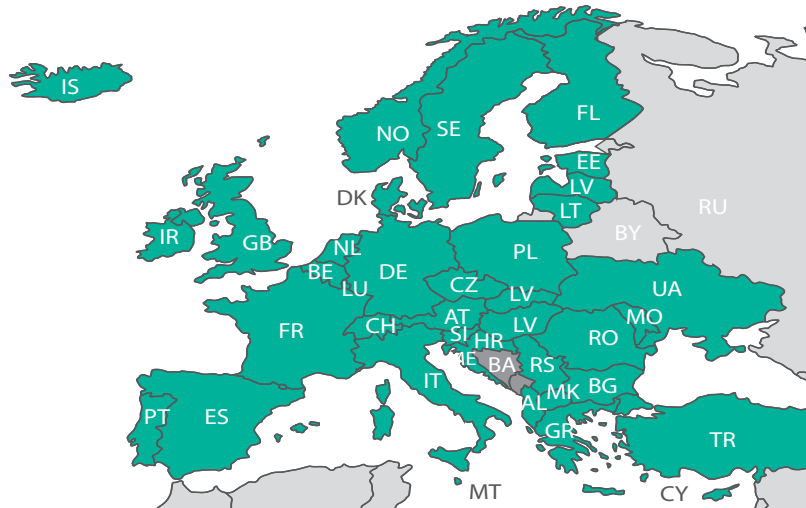 IS
NO
SE
FL
EE
LV
LT
DK
RU
BY
IR
GB
NL
BE
LU
DE
PL
CZ
UA
LV
AT
LV
MO
FR
CH
SI
HR
RO
ME
BA
RS
IT
MK
BG
AL
PT
ES
GR
TR
MT
CY